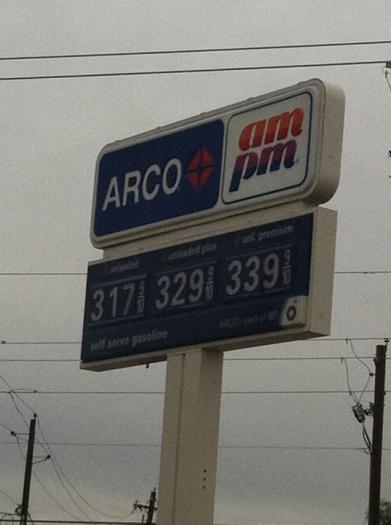 ARCO
am
pm
unleaded unleaded plus unl. premium
317 9/10 329 9/10 339 9/10
self serve gasoline
ARCO - part of BP